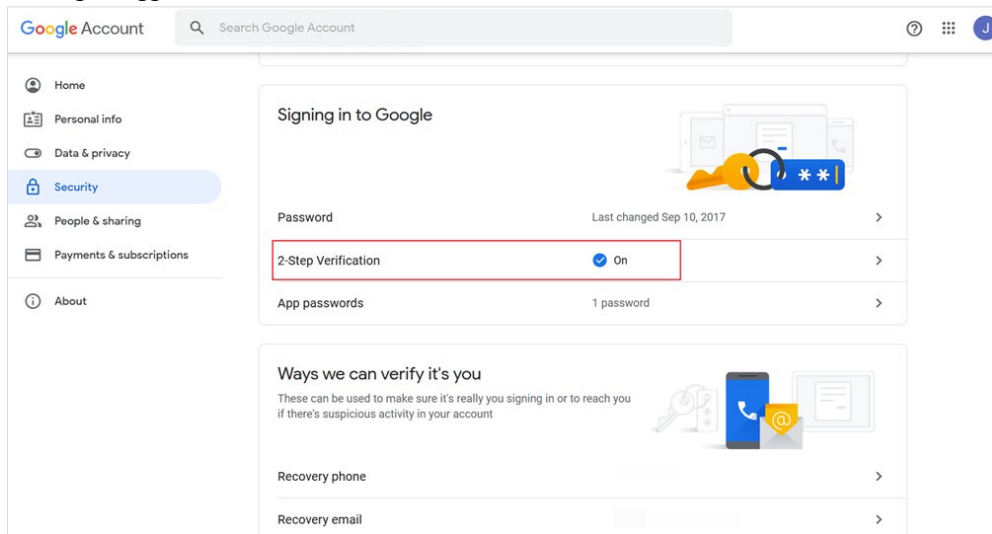 Google Account
Search Google Account
J
Home
Personal info
Data & privacy
Security
People & sharing
Payments & subscriptions
About
Signing in to Google
**
Password
Last changed Sep 10, 2017
2-Step Verification
On
App passwords
1 password
Ways we can verify it's you
These can be used to make sure it's really you signing in or to reach you
if there's suspicious activity in your account
@
Recovery phone
Recovery email